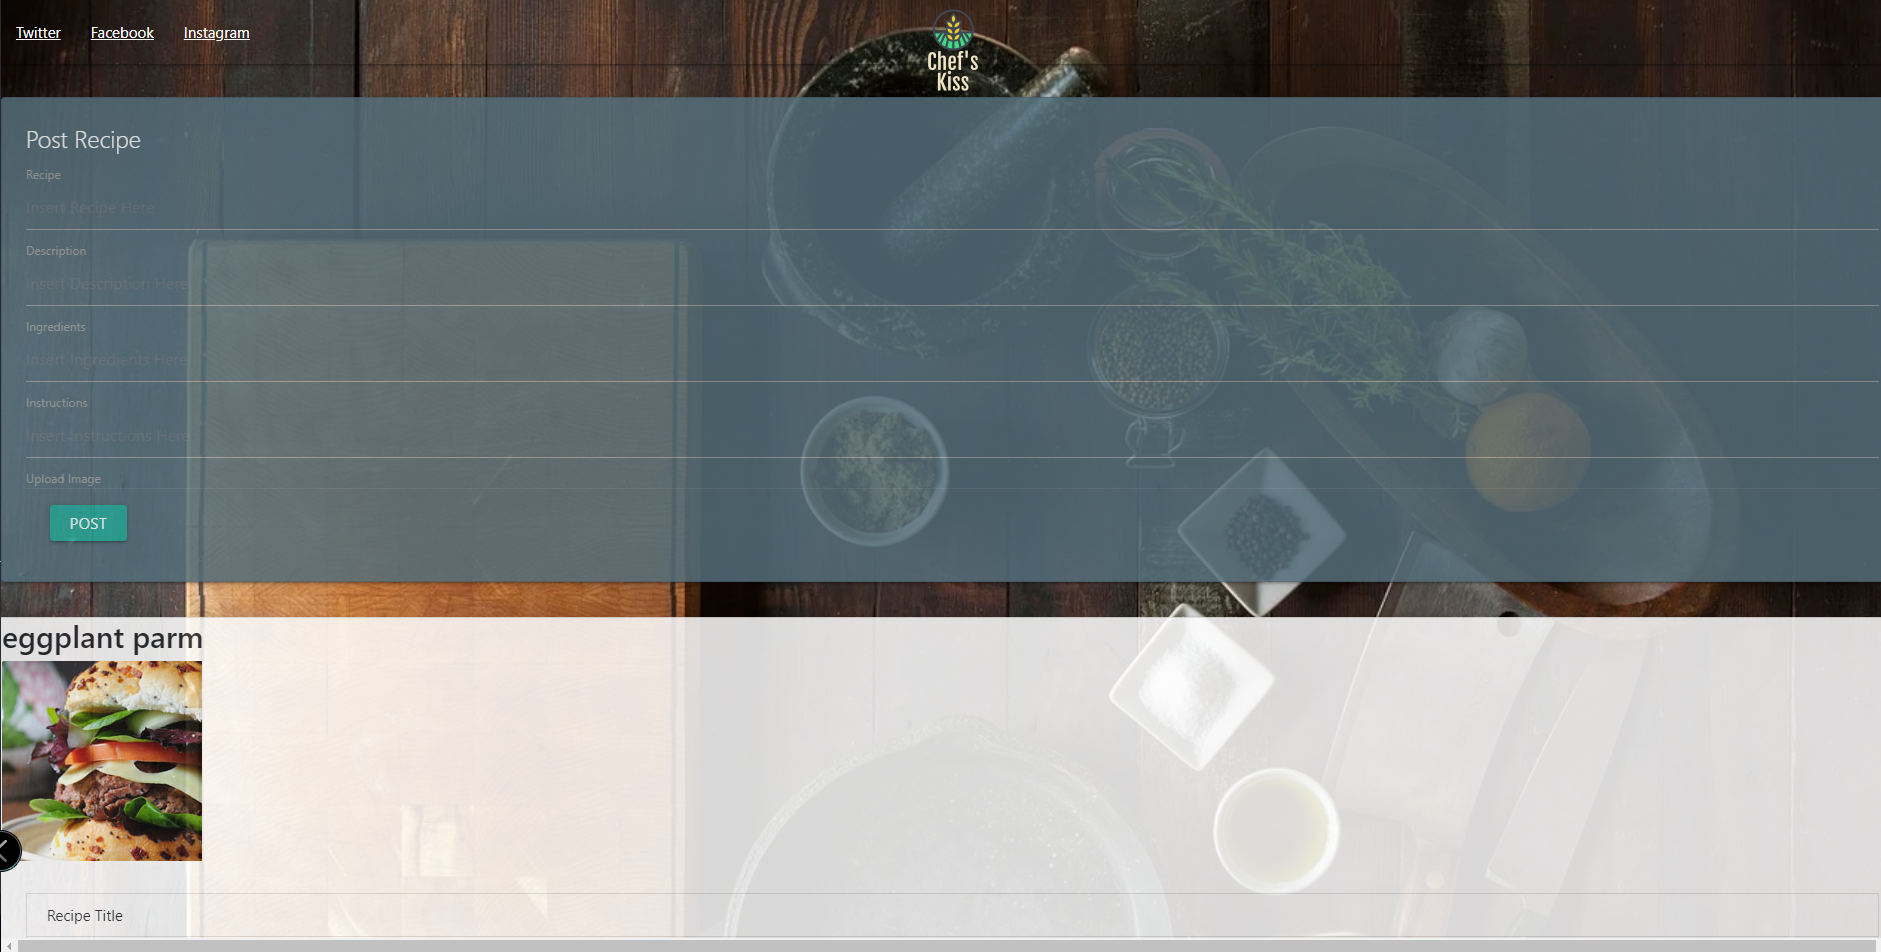 Twitter Facebook Instagram
Chef's
Kiss
Post Recipe
Recipe
Insert Recipe Here
Description
Insert Description Here
Ingredients
Insert Ingredients Here
Instructions
Insert Instructions Here
Upload Image
POST
eggplant parm
Recipe Title